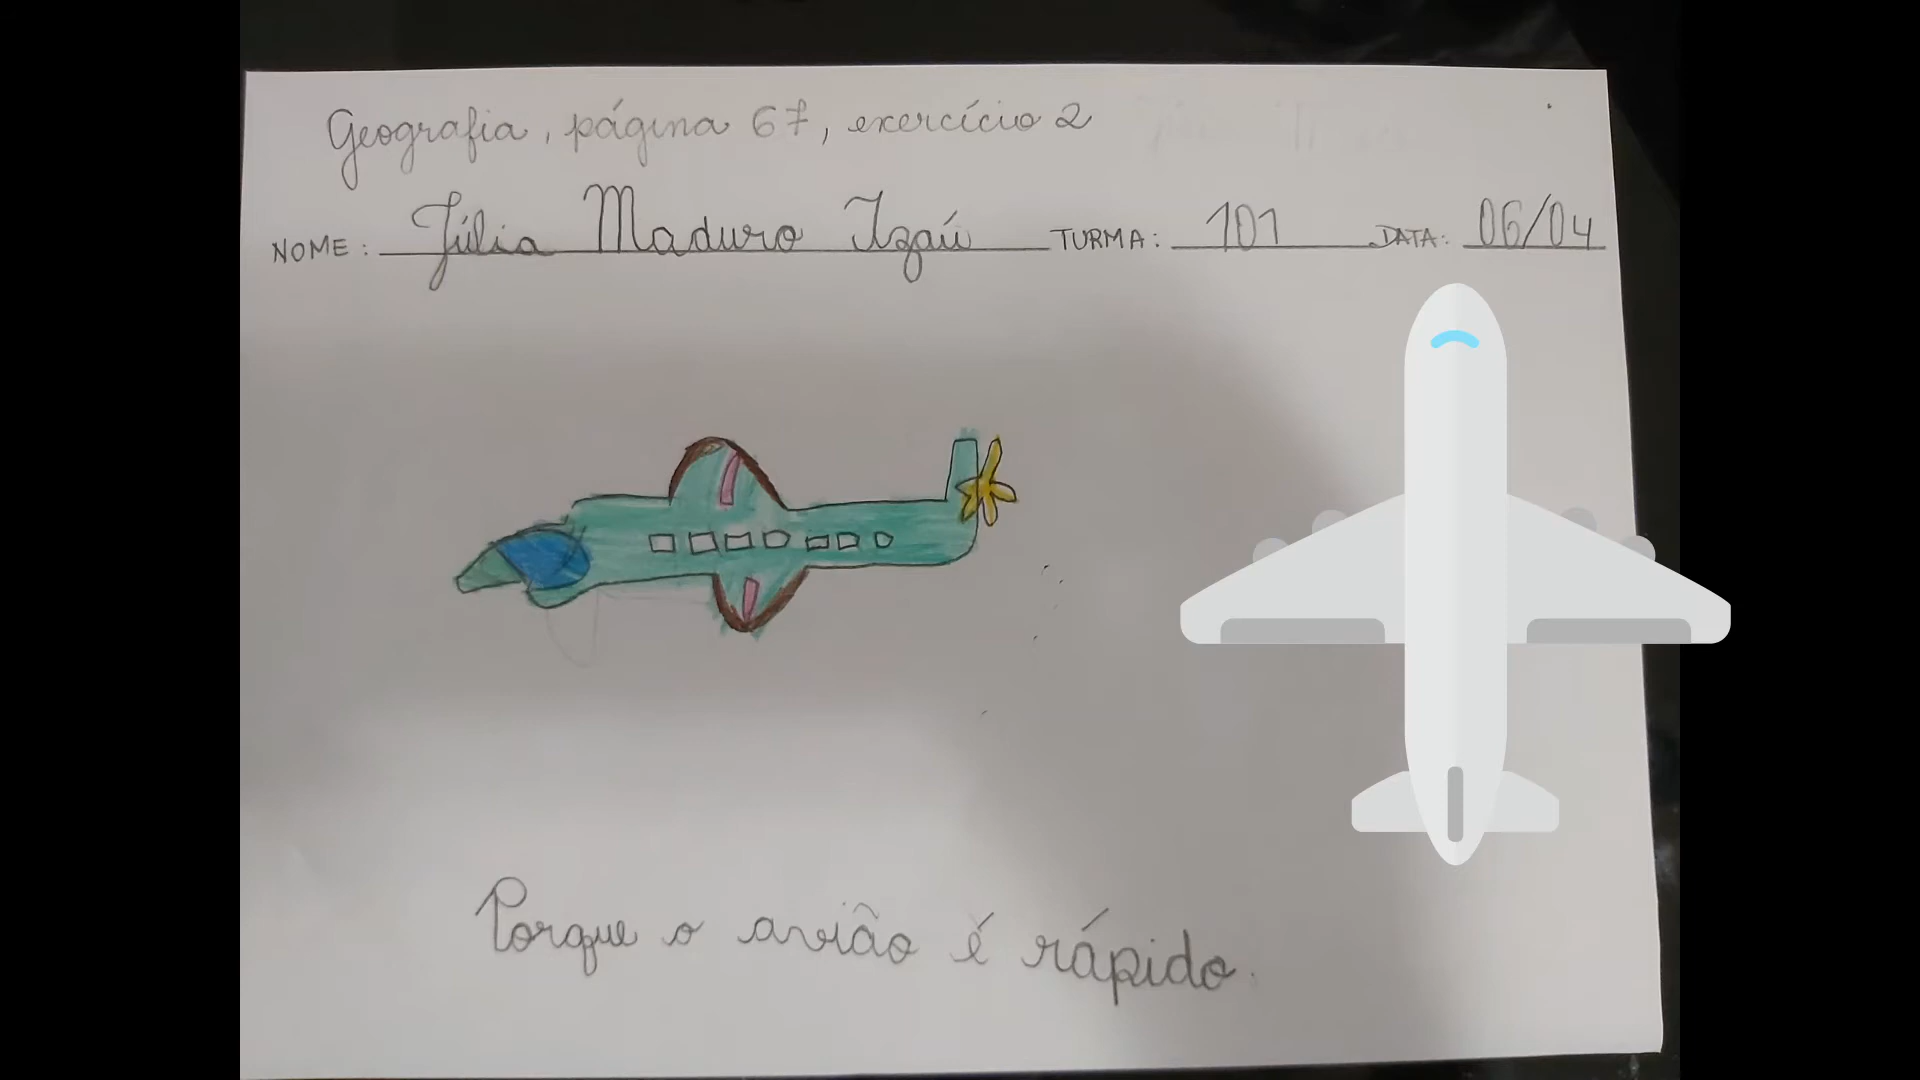 Geografia, página 67, exercício 2
NOME: Júlia Maduro Izaú TURMA: 101 DATA: 06/04
Porque o avião é rápido.